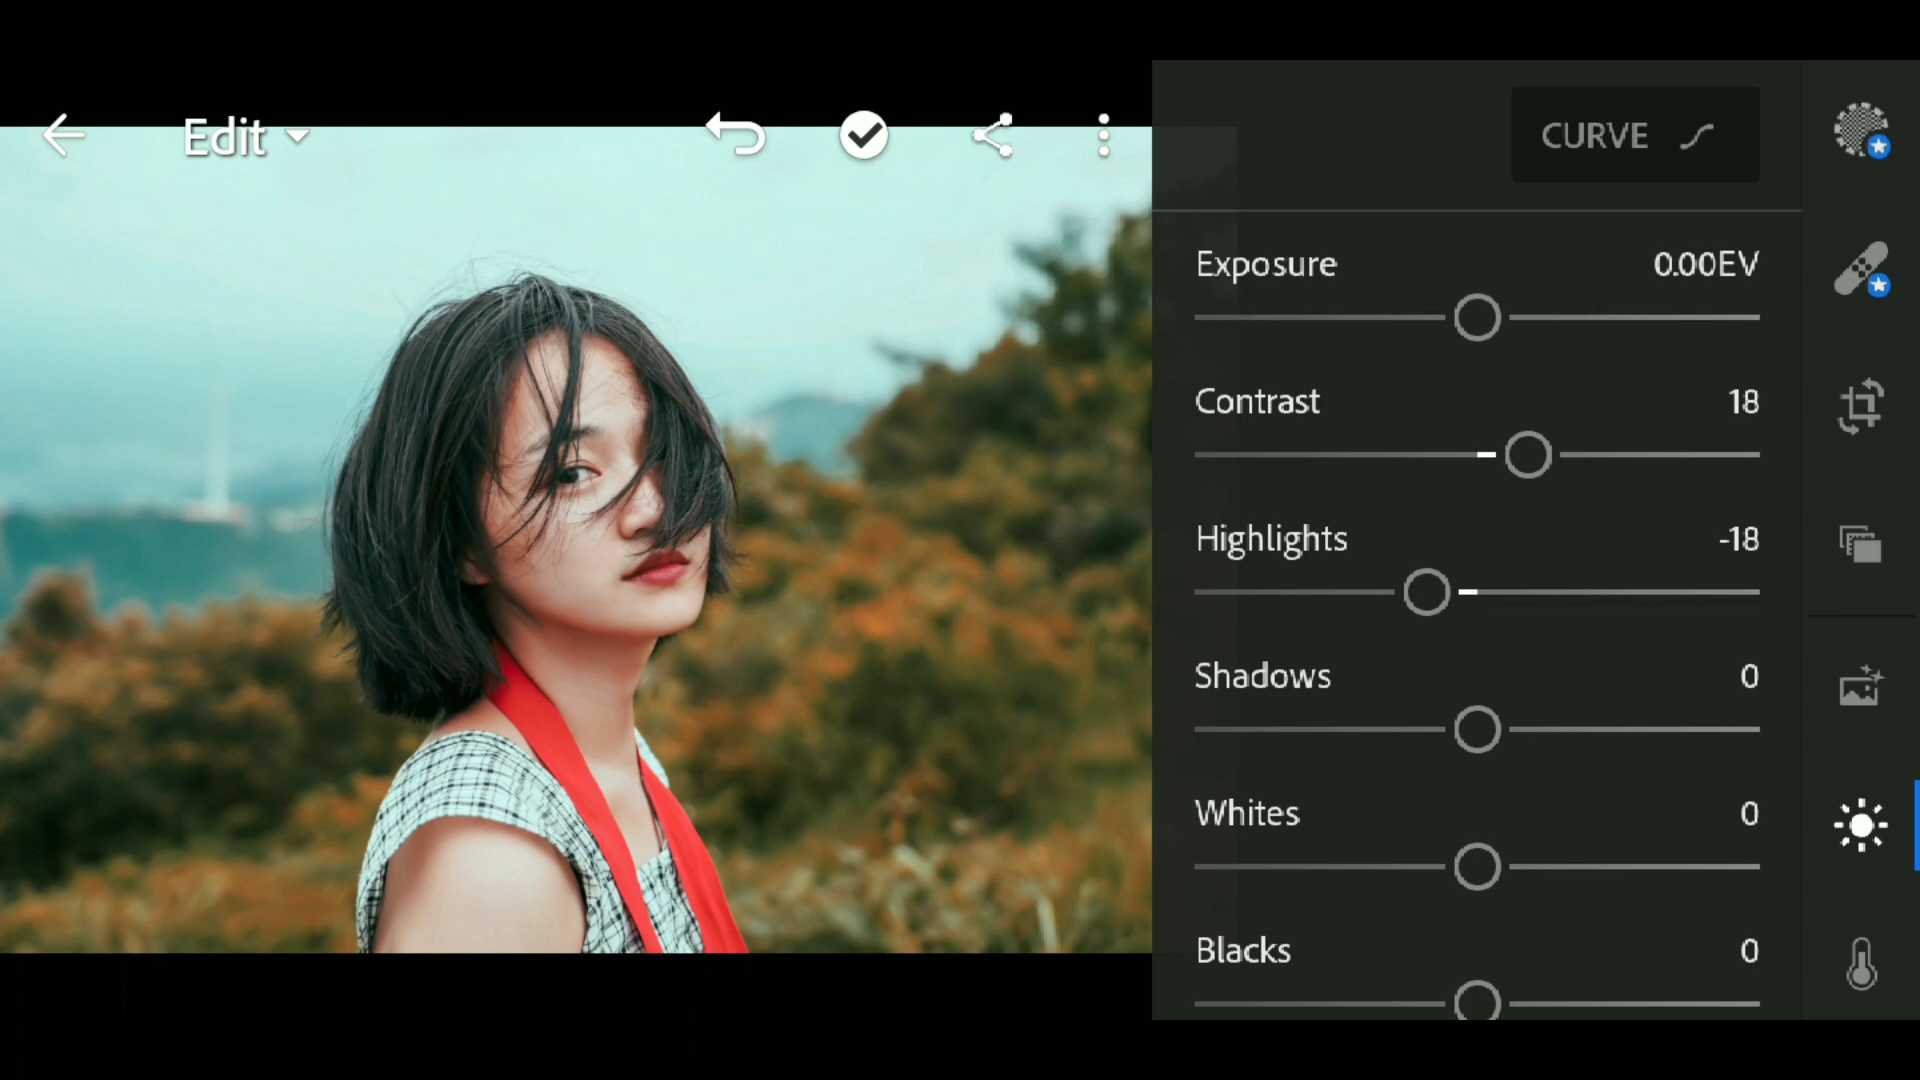 Edit
CURVE
Exposure 0.00EV
Contrast 18
Highlights -18
Shadows 0
Whites 0
Blacks 0